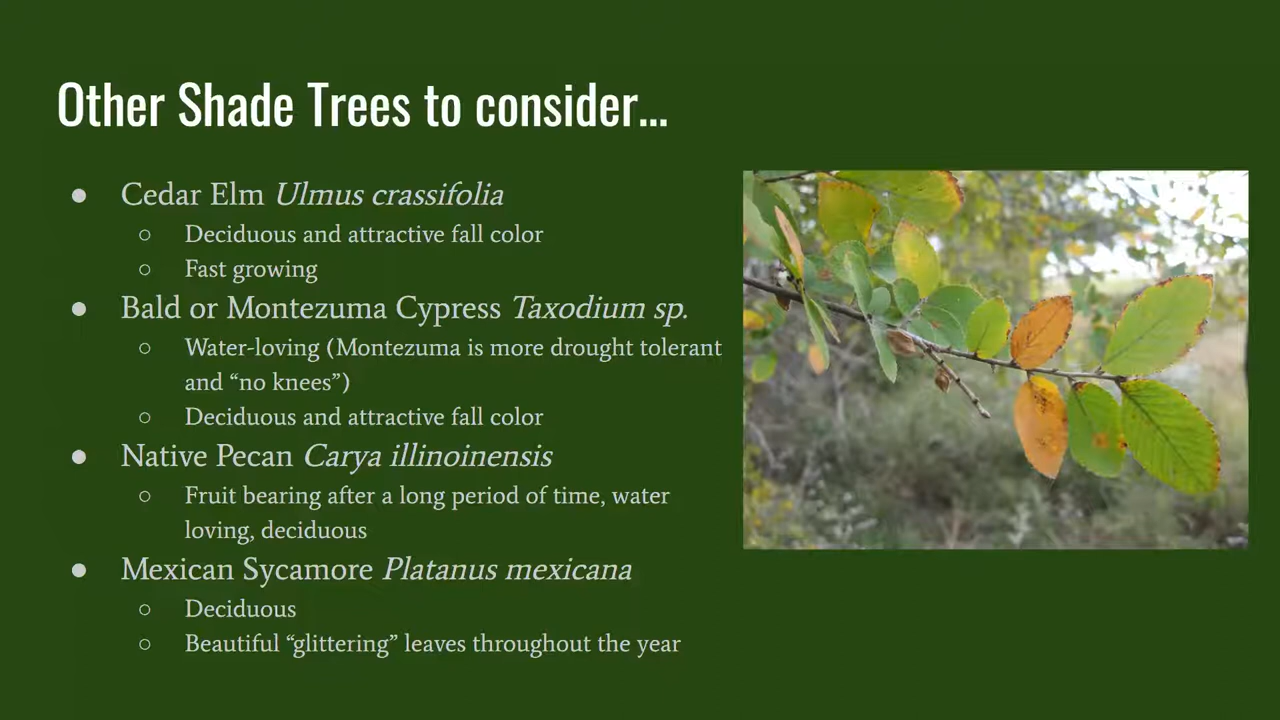 Other Shade Trees to consider...
● Cedar Elm Ulmus crassifolia
○ Deciduous and attractive fall color
○ Fast growing
● Bald or Montezuma Cypress Taxodium sp.
○ Water-loving (Montezuma is more drought tolerant
and “no knees”)
○ Deciduous and attractive fall color
● Native Pecan Carya illinoinensis
○ Fruit bearing after a long period of time, water
loving, deciduous
● Mexican Sycamore Platanus mexicana
○ Deciduous
○ Beautiful “glittering” leaves throughout the year